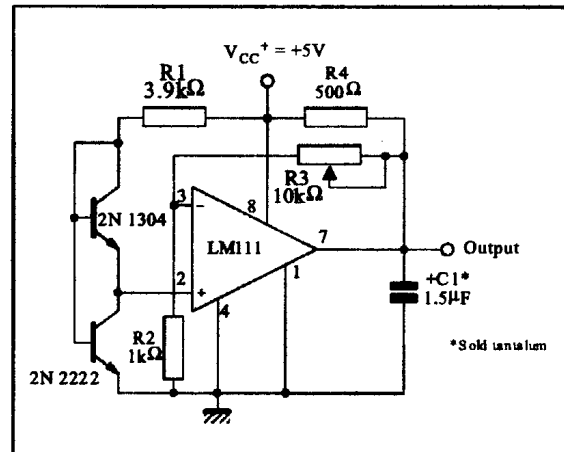 V_CC⁺ = +5V
R1
3.9kΩ
R4
500Ω
R3
10kΩ
3
8
2N 1304
LM111
7
1
Output
2
4
+C1*
1.5µF
R2
1kΩ
*Solid tantalum
2N 2222